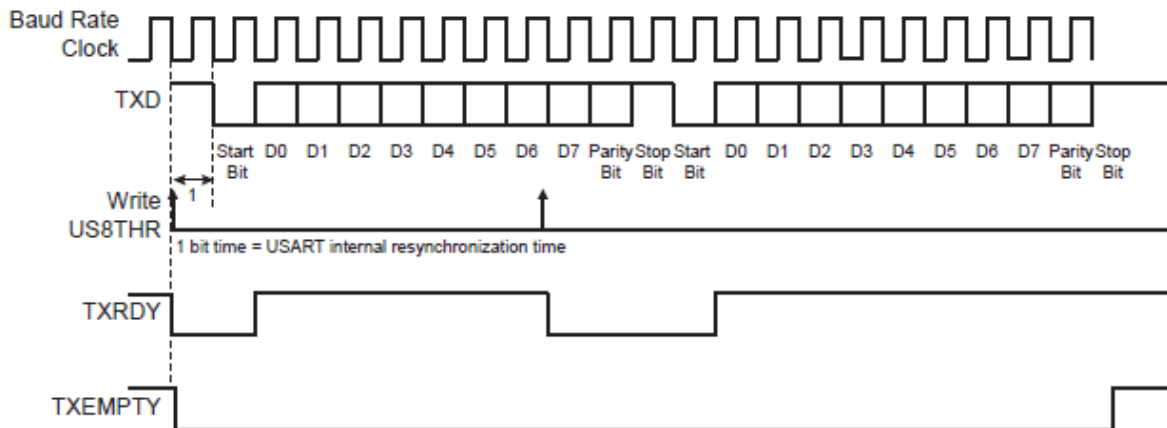 Baud Rate
Clock
TXD
Start D0 D1 D2 D3 D4 D5 D6 D7 Parity Stop Start D0 D1 D2 D3 D4 D5 D6 D7 Parity Stop
Bit Bit Bit Bit Bit Bit
1
Write
US8THR
1 bit time = USART internal resynchronization time
TXRDY
TXEMPTY